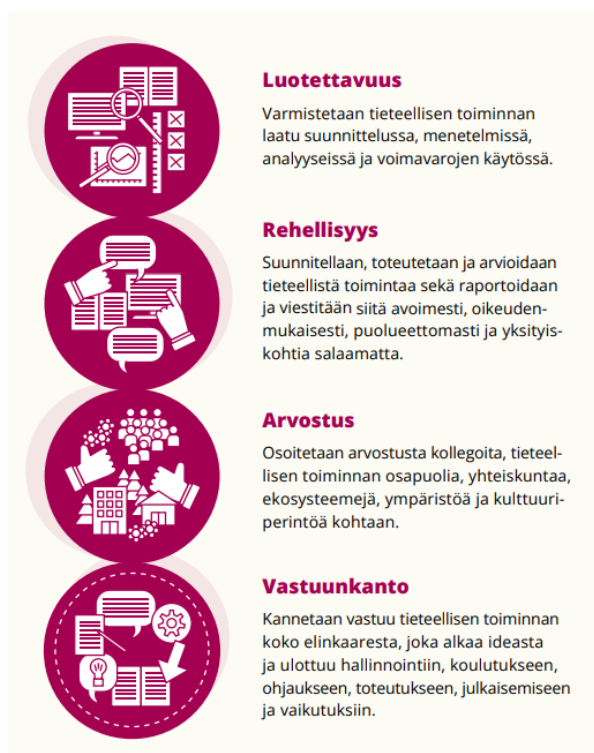 Luotettavuus
Varmistetaan tieteellisen toiminnan
laatu suunnittelussa, menetelmissä,
analyyseissä ja voimavarojen käytössä.
Rehellisyys
Suunnitellaan, toteutetaan ja arvioidaan
tieteellistä toimintaa sekä raportoidaan
ja viestitään siitä avoimesti, oikeuden-
mukaisesti, puolueettomasti ja yksityis-
kohtia salaamatta.
Arvostus
Osoitetaan arvostusta kollegoita, tieteel-
lisen toiminnan osapuolia, yhteiskuntaa,
ekosysteemejä, ympäristöä ja kulttuuri-
perintöä kohtaan.
Vastuunkanto
Kannetaan vastuu tieteellisen toiminnan
koko elinkaaresta, joka alkaa ideasta
ja ulottuu hallinnointiin, koulutukseen,
ohjaukseen, toteutukseen, julkaisemiseen
ja vaikutuksiin.